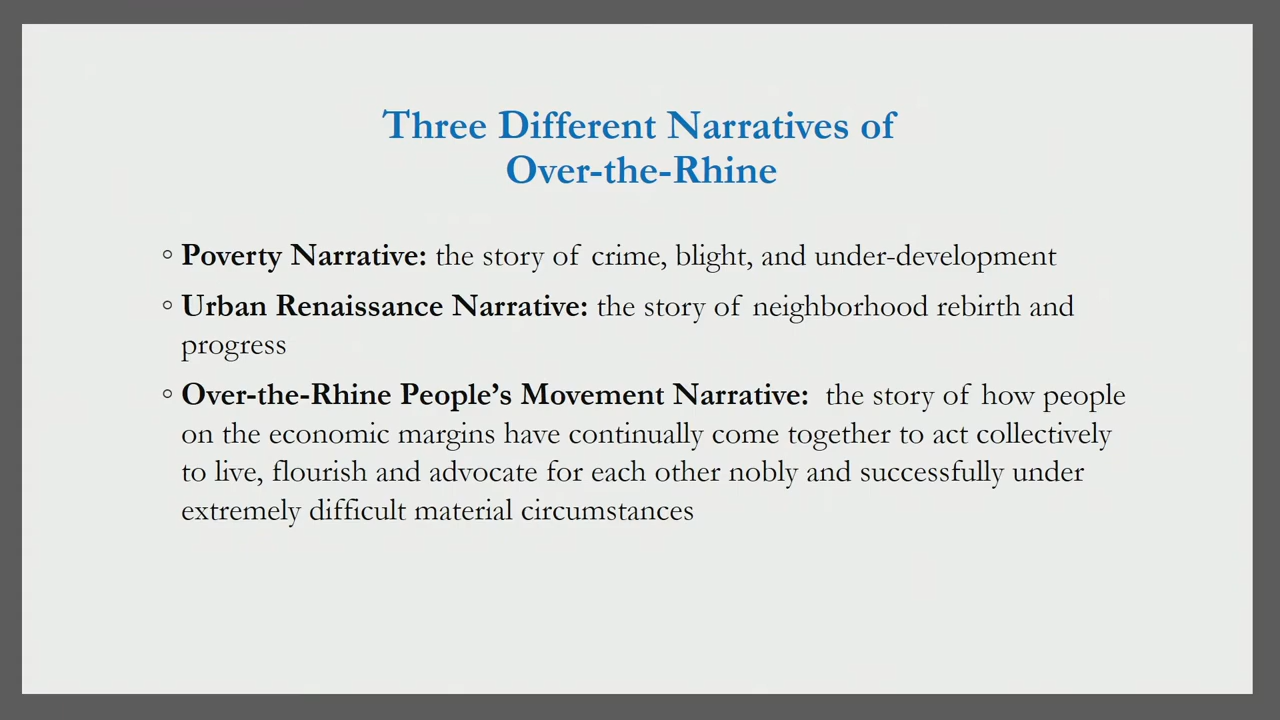 Three Different Narratives of
Over-the-Rhine
◦ Poverty Narrative: the story of crime, blight, and under-development
◦ Urban Renaissance Narrative: the story of neighborhood rebirth and
progress
◦ Over-the-Rhine People’s Movement Narrative:  the story of how people
on the economic margins have continually come together to act collectively
to live, flourish and advocate for each other nobly and successfully under
extremely difficult material circumstances